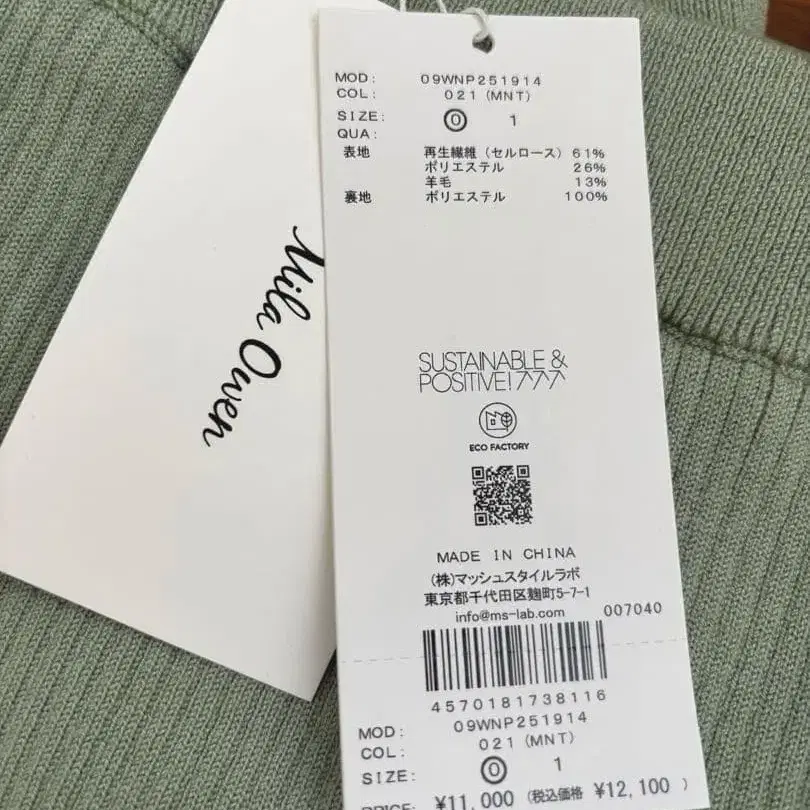 Mila Owen
MOD: 09WNP251914
COL: 021 (MNT)
SIZE: 0 1
QUA:
表地 再生繊維 (セルロース) 61%
ポリエステル 26%
羊毛 13%
裏地 ポリエステル 100%
SUSTAINABLE &
POSITIVE!
ECO FACTORY
MADE IN CHINA
(株)マッシュスタイルラボ
東京都千代田区麹町5-7-1
info@ms-lab.com 007040
4570181738116
MOD: 09WNP251914
COL: 021 (MNT)
SIZE: 0 1
PRICE: ¥11,000 (税込価格 ¥12,100 )